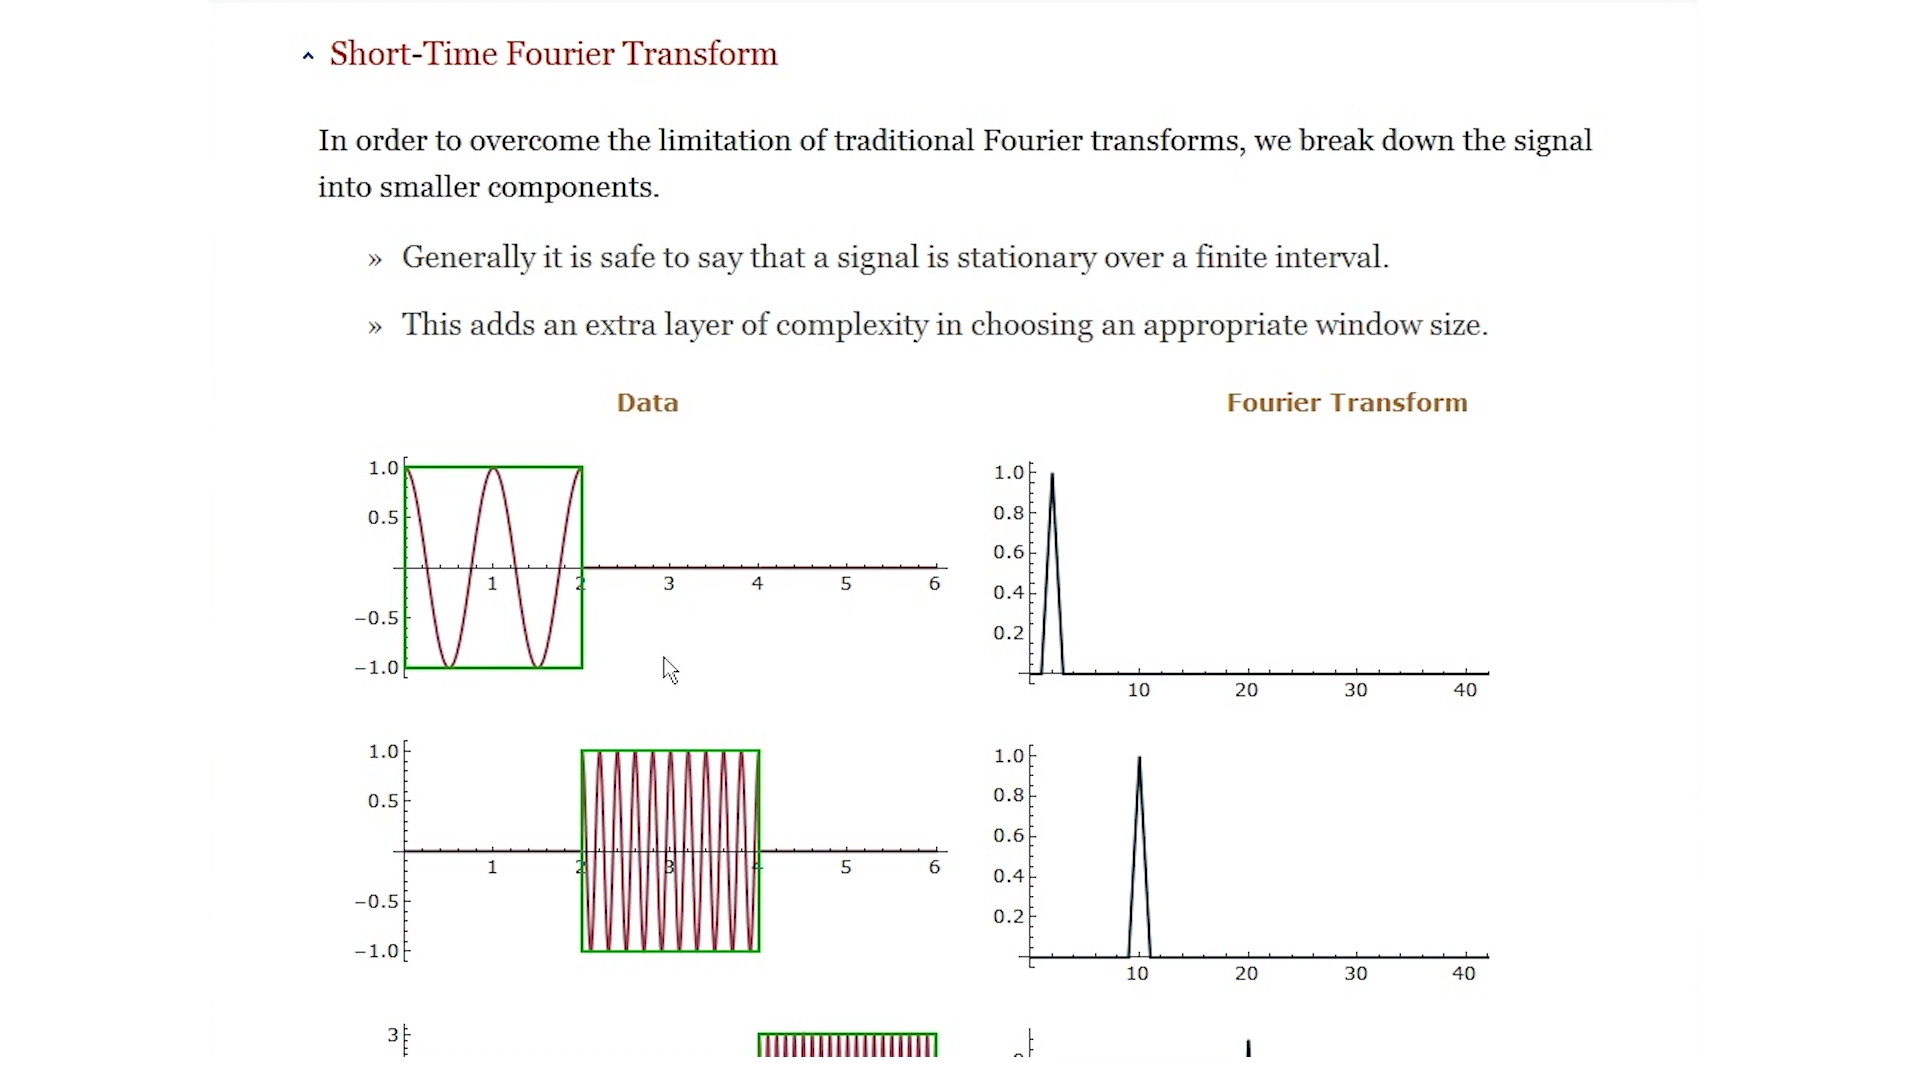 Short-Time Fourier Transform
In order to overcome the limitation of traditional Fourier transforms, we break down the signal
into smaller components.
» Generally it is safe to say that a signal is stationary over a finite interval.
» This adds an extra layer of complexity in choosing an appropriate window size.
Data
Fourier Transform
1.0
0.5
−0.5
−1.0
1 2 3 4 5 6
1.0
0.8
0.6
0.4
0.2
10 20 30 40
1.0
0.5
−0.5
−1.0
1 2 3 4 5 6
1.0
0.8
0.6
0.4
0.2
10 20 30 40
3